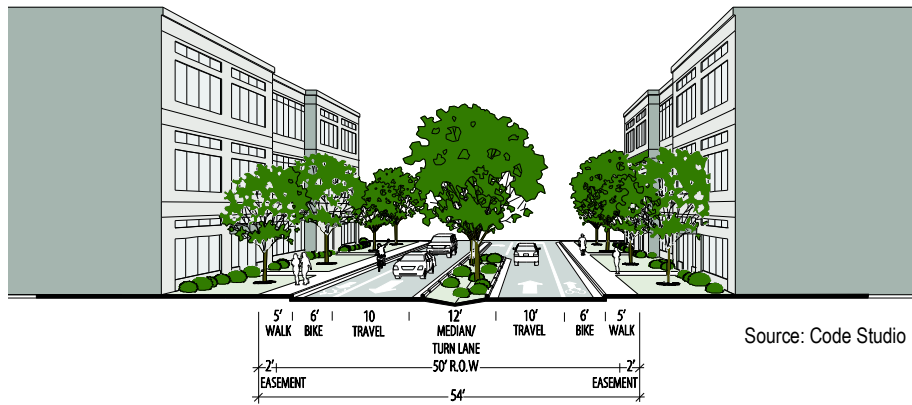 5' 6' 10 12' 10' 6' 5'
WALK BIKE TRAVEL MEDIAN/ TRAVEL BIKE WALK
TURN LANE
2' 50' R.O.W 2'
EASEMENT EASEMENT
54'
Source: Code Studio